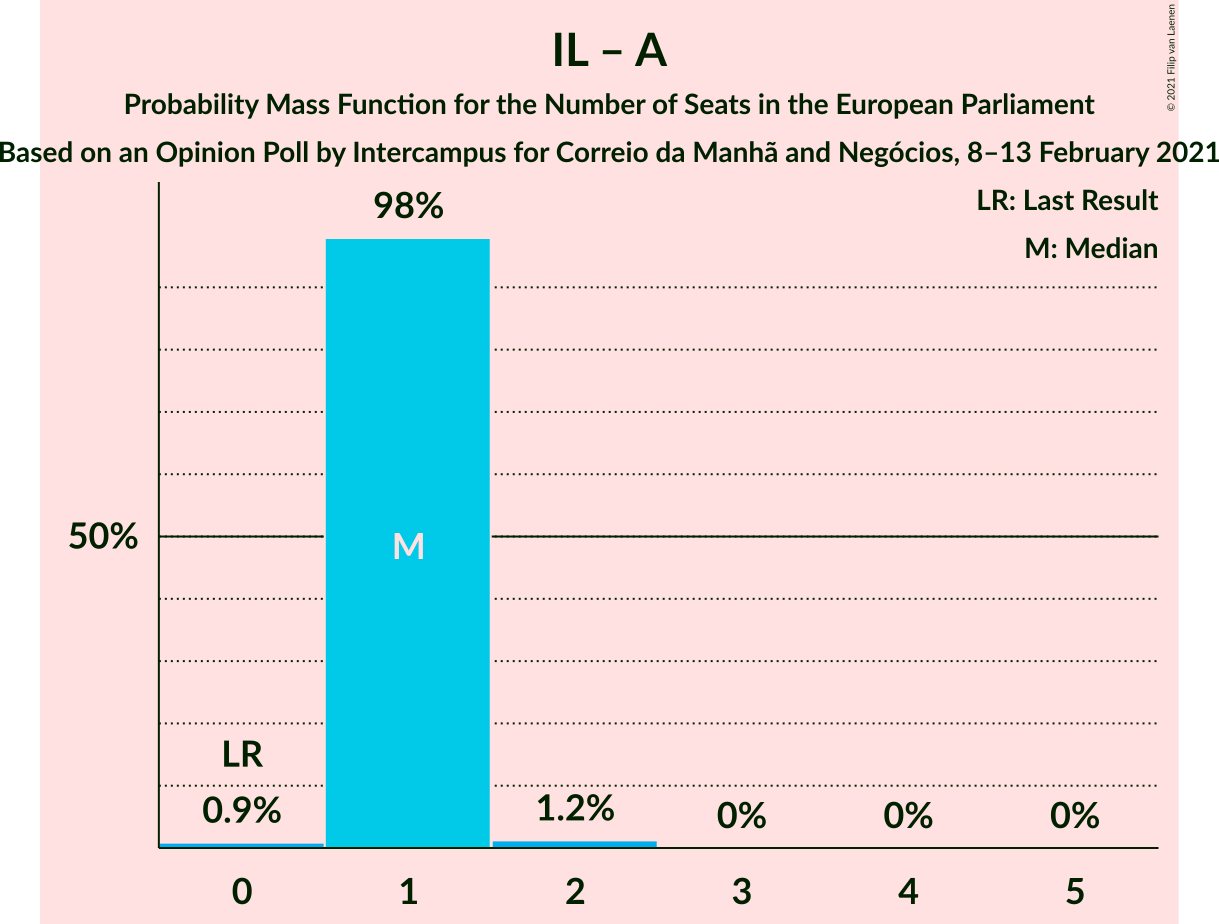 IL – A
Probability Mass Function for the Number of Seats in the European Parliament
Based on an Opinion Poll by Intercampus for Correio da Manhã and Negócios, 8–13 February 2021
© 2021 Filip van Laenen
LR: Last Result
M: Median
98%
50%
M
LR
0.9%
1.2%
0%
0%
0%
0 1 2 3 4 5